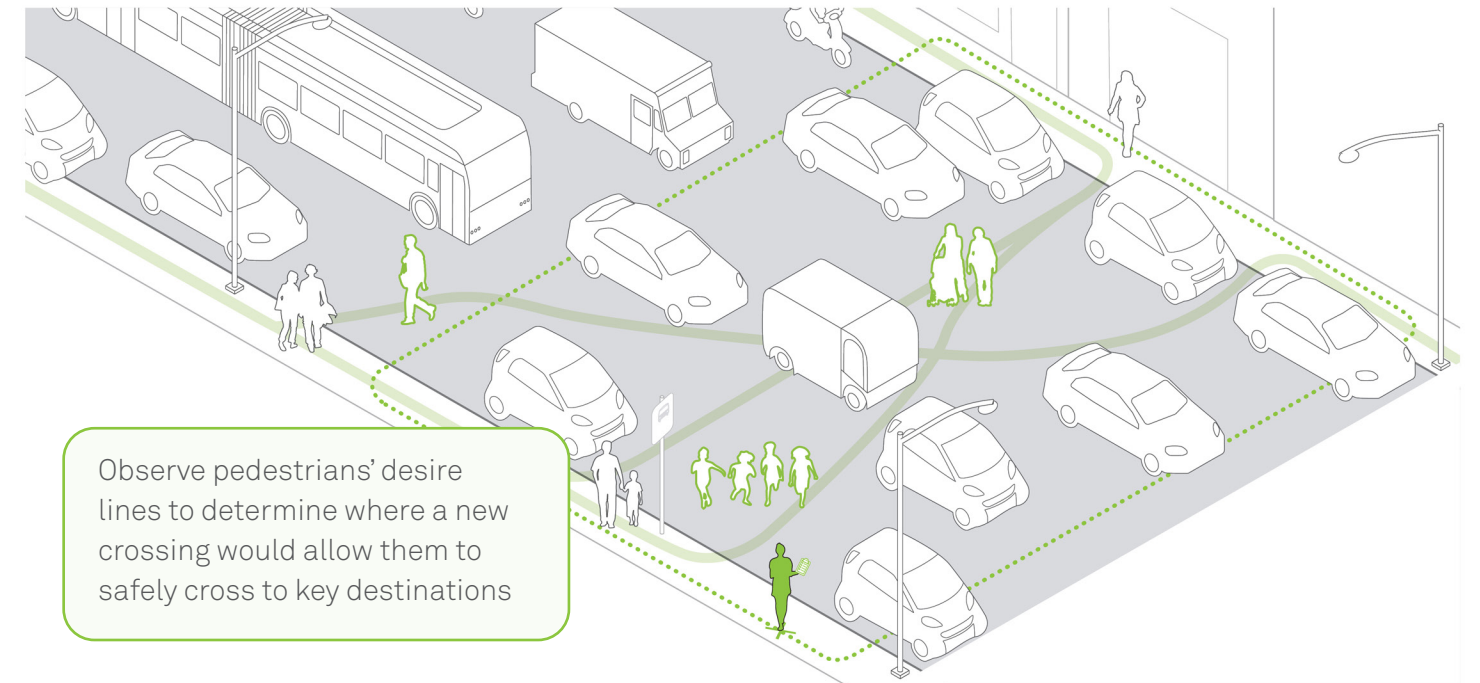 Observe pedestrians’ desire
lines to determine where a new
crossing would allow them to
safely cross to key destinations